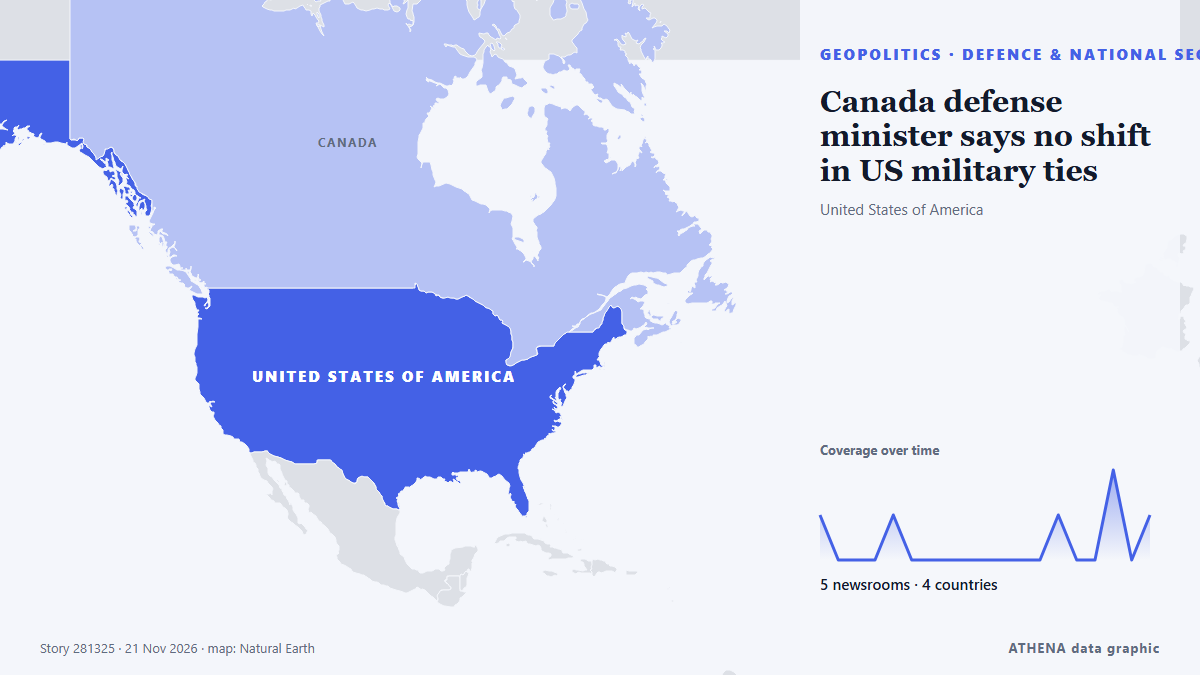 GEOPOLITICS · DEFENCE & NATIONAL
Canada defense
minister says no shift
in US military ties
United States of America
CANADA
UNITED STATES OF AMERICA
Coverage over time
5 newsrooms · 4 countries
Story 281325 · 21 Nov 2026 · map: Natural Earth
ATHENA data graphic